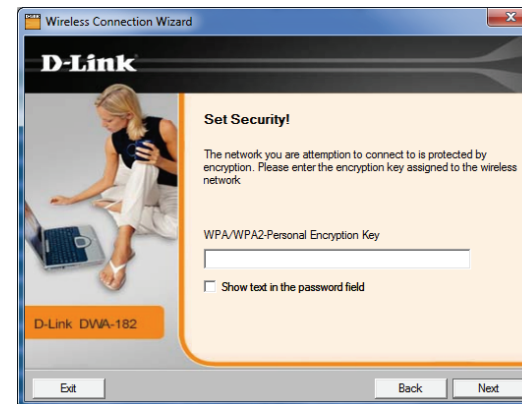 Wireless Connection Wizard
D-Link
Set Security!
The network you are attemption to connect to is protected by
encryption. Please enter the encryption key assigned to the wireless
network
WPA/WPA2-Personal Encryption Key
Show text in the password field
D-Link DWA-182
Exit
Back
Next